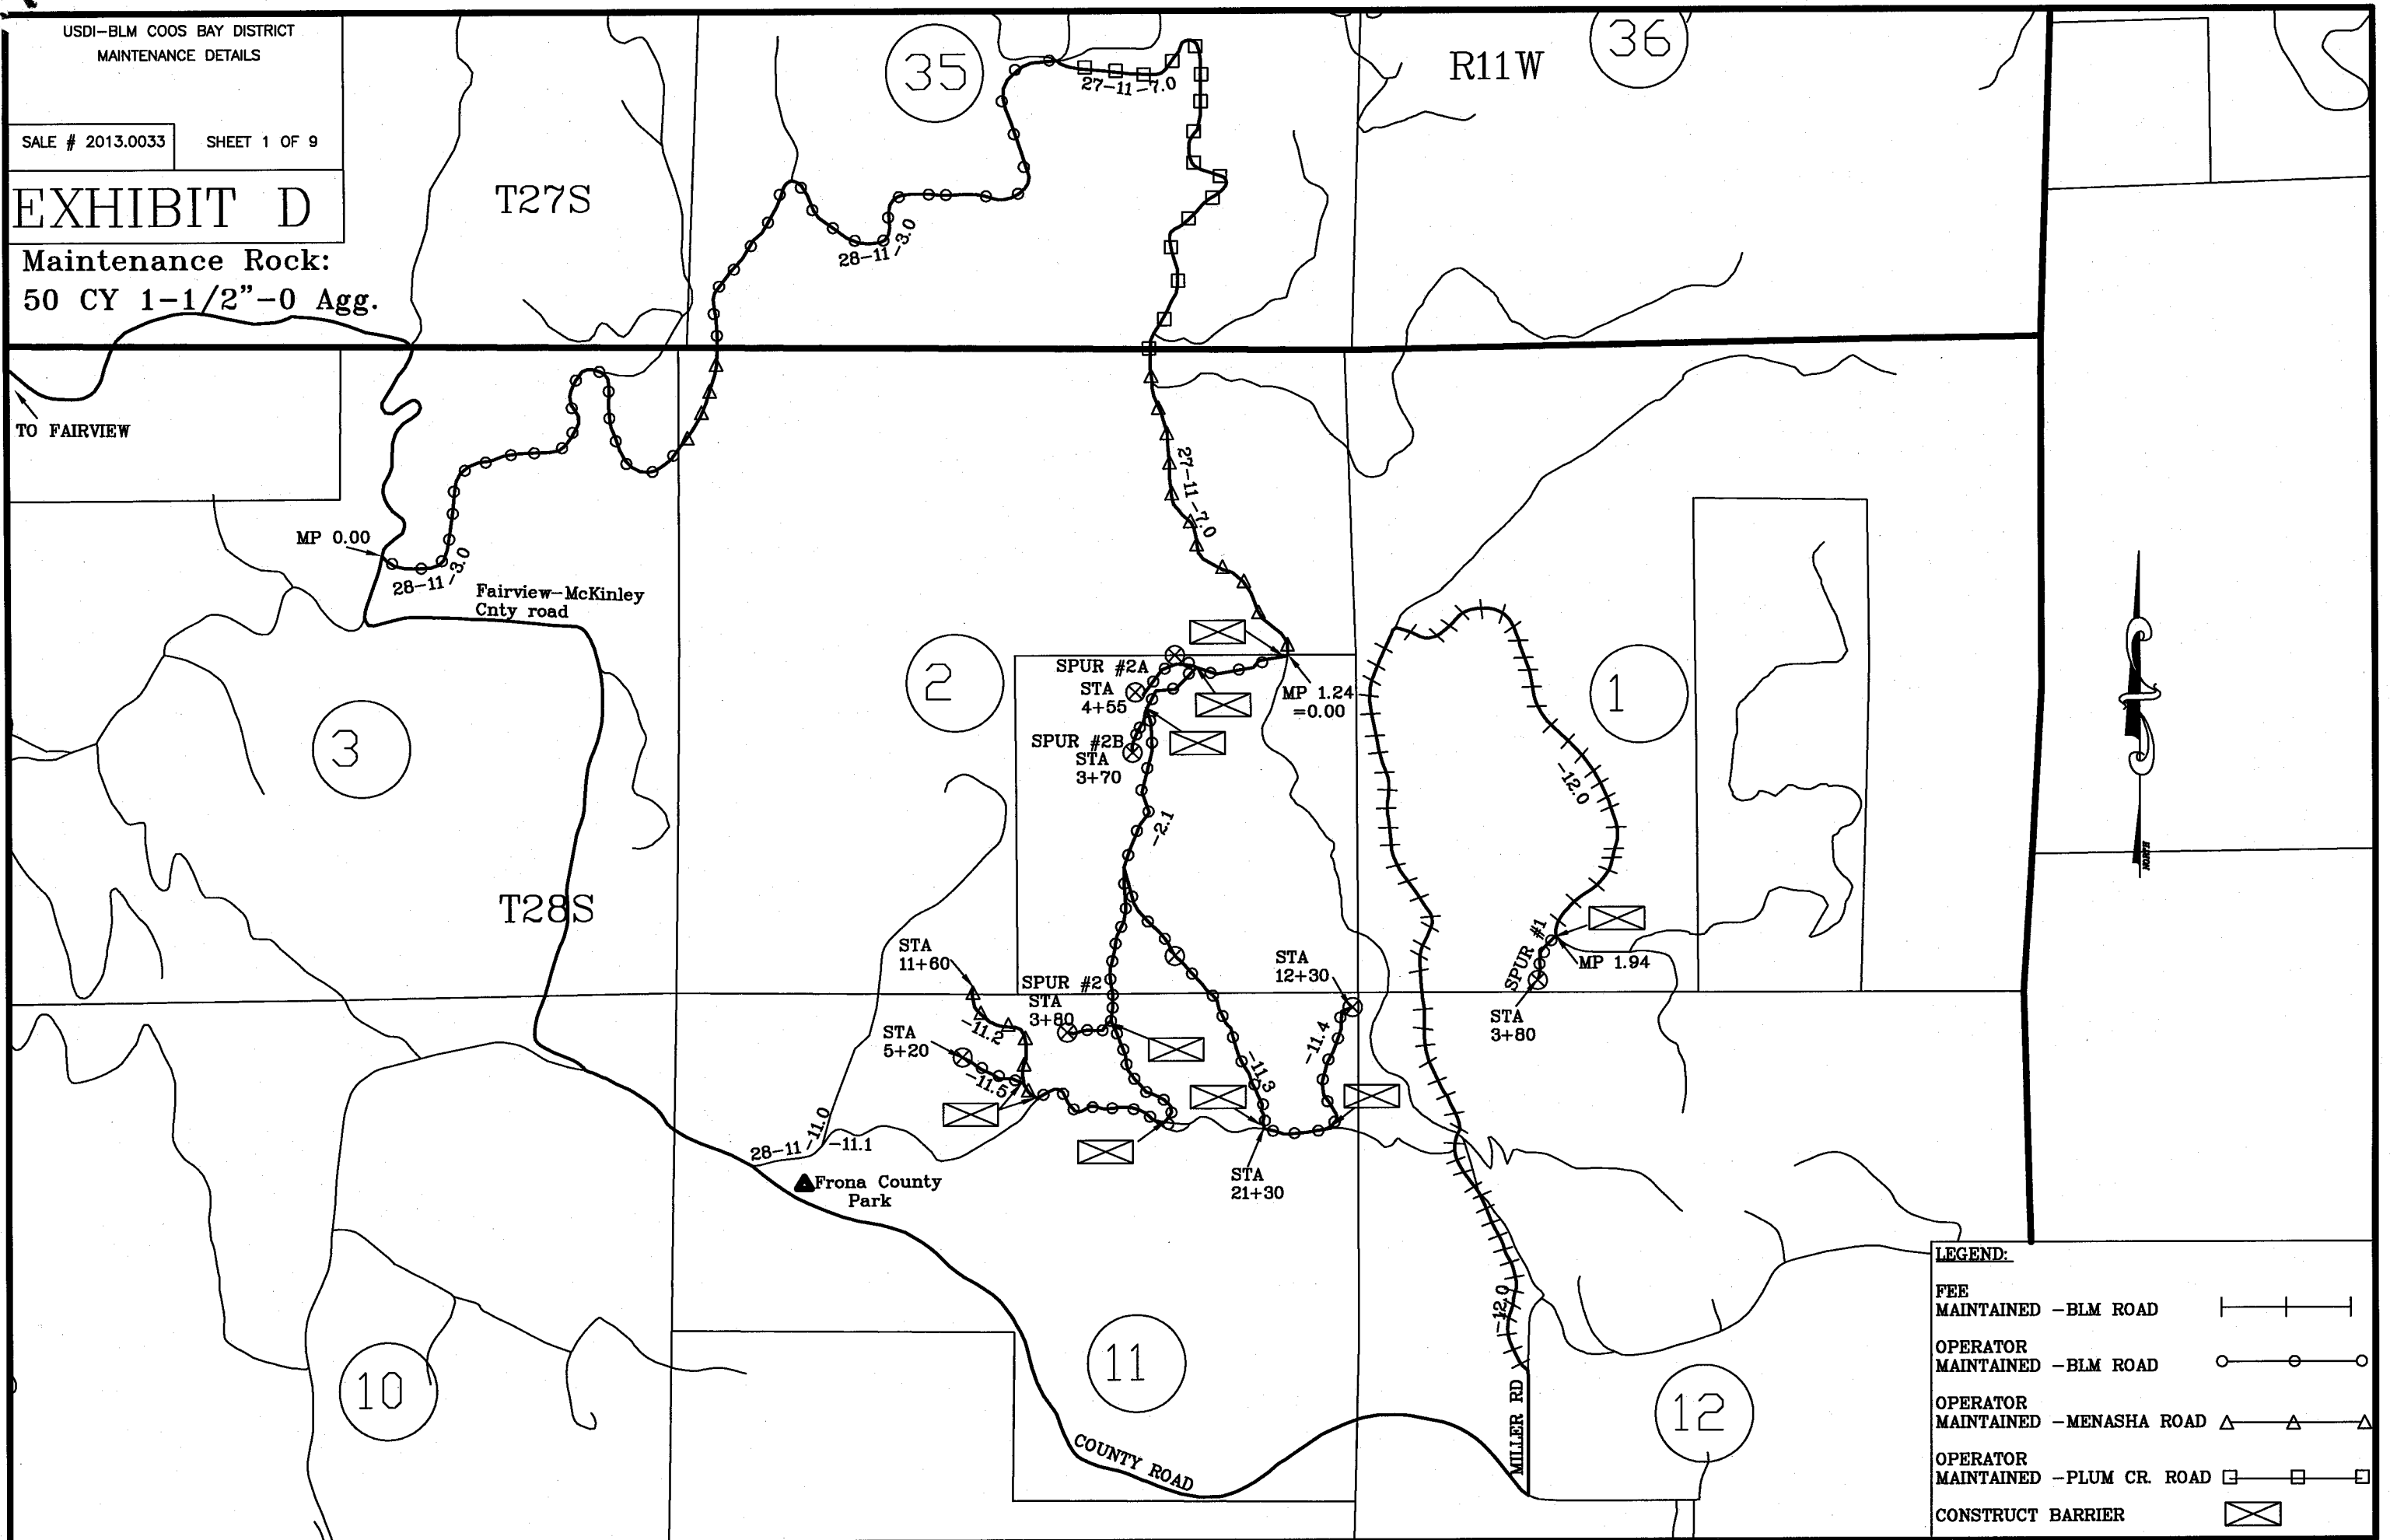 USDI-BLM COOS BAY DISTRICT
MAINTENANCE DETAILS
SALE # 2013.0033
SHEET 1 OF 9
EXHIBIT D
Maintenance Rock:
50 CY 1-1/2"-0 Agg.
T27S
35
R11W
36
27-11-7.0
28-11-3.0
TO FAIRVIEW
MP 0.00
28-11-3.0
Fairview-McKinley
Cnty road
27-11-7.0
2
3
1
SPUR #2A
STA
4+55
MP 1.24
=0.00
SPUR #2B
STA
3+70
-12.0
-2.1
T28S
NORTH
STA
11+60
SPUR #2
STA
3+80
STA
12+30
SPUR #1
MP 1.94
STA
3+80
-11.2
STA
5+20
-11.5
-11.3
-11.4
28-11-11.0
-11.1
Frona County
Park
STA
21+30
-12.0
10
11
12
COUNTY ROAD
MILLER RD
LEGEND:
FEE
MAINTAINED -BLM ROAD
OPERATOR
MAINTAINED -BLM ROAD
OPERATOR
MAINTAINED -MENASHA ROAD
OPERATOR
MAINTAINED -PLUM CR. ROAD
CONSTRUCT BARRIER